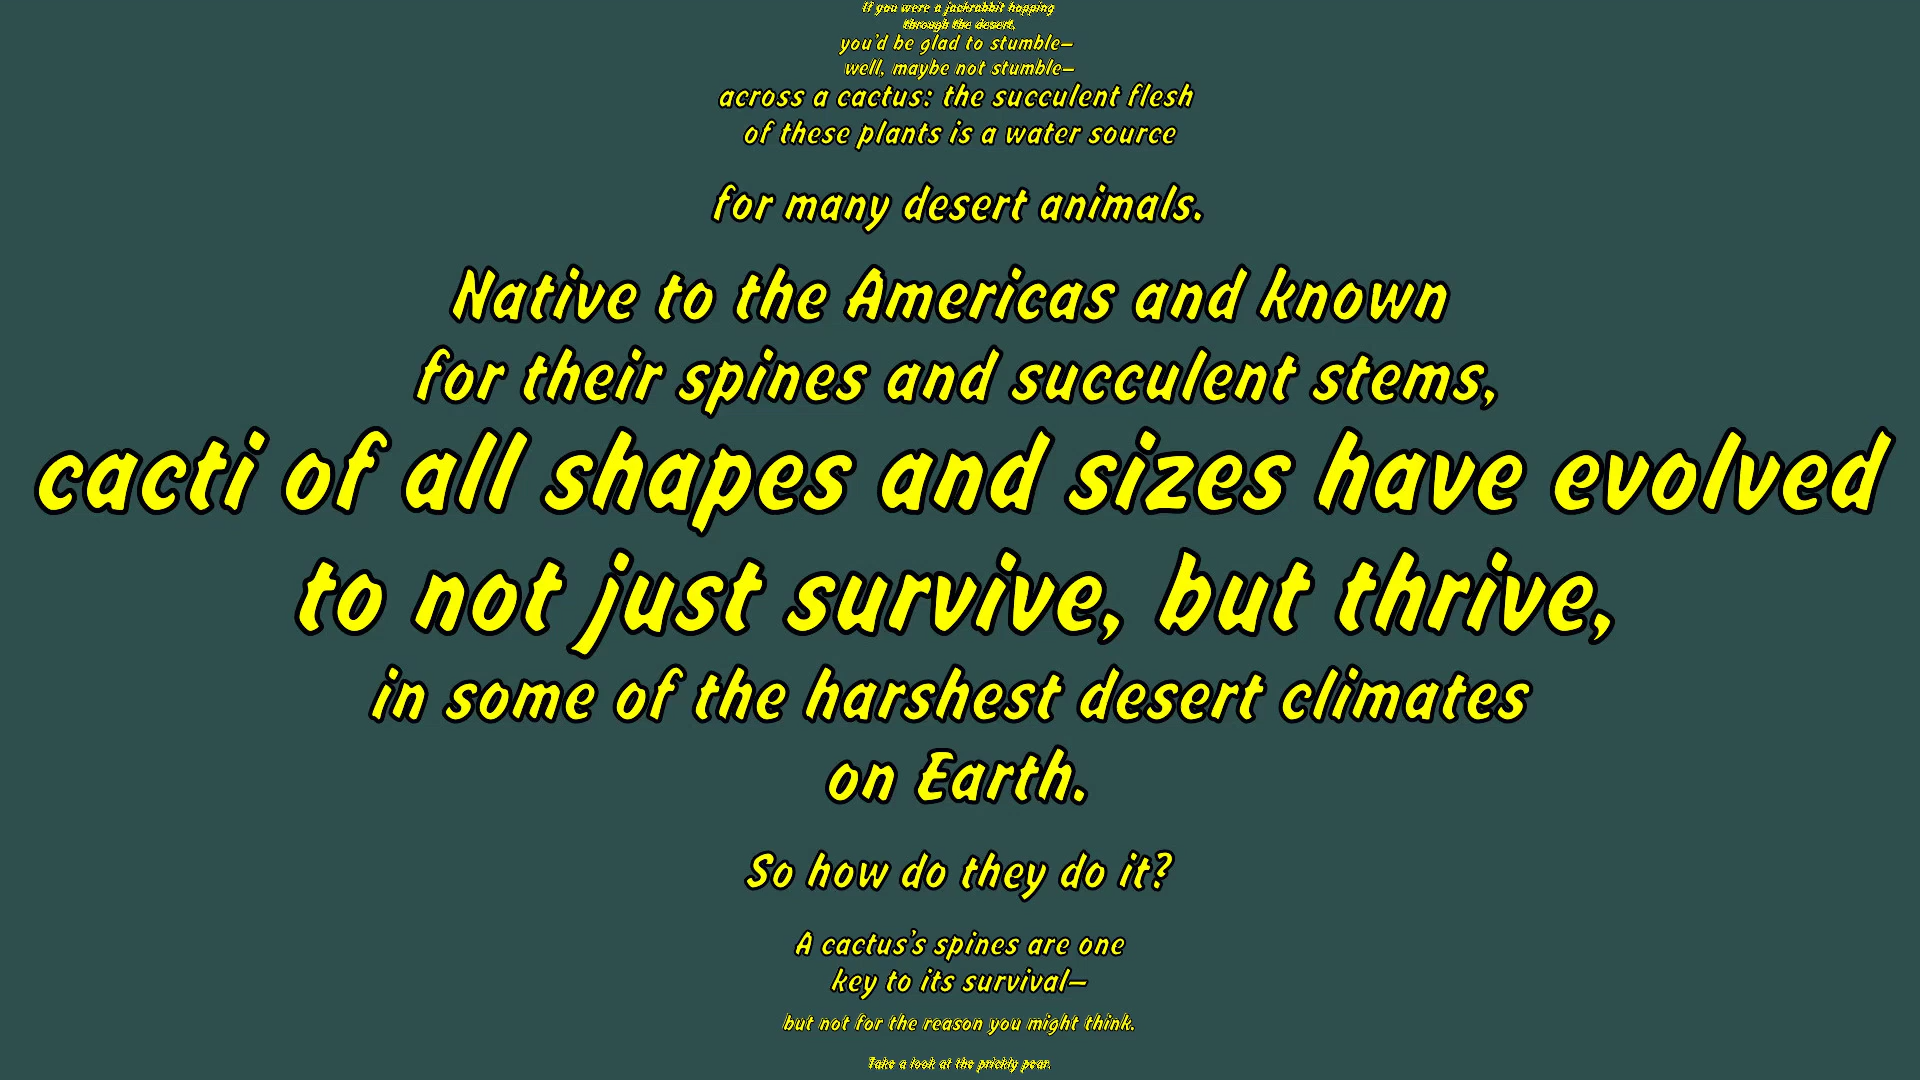 If you were a jackrabbit hopping
through the desert,
you'd be glad to stumble—
well, maybe not stumble—
across a cactus: the succulent flesh
of these plants is a water source
for many desert animals.
Native to the Americas and known
for their spines and succulent stems,
cacti of all shapes and sizes have evolved
to not just survive, but thrive,
in some of the harshest desert climates
on Earth.
So how do they do it?
A cactus's spines are one
key to its survival—
but not for the reason you might think.
Take a look at the prickly pear.